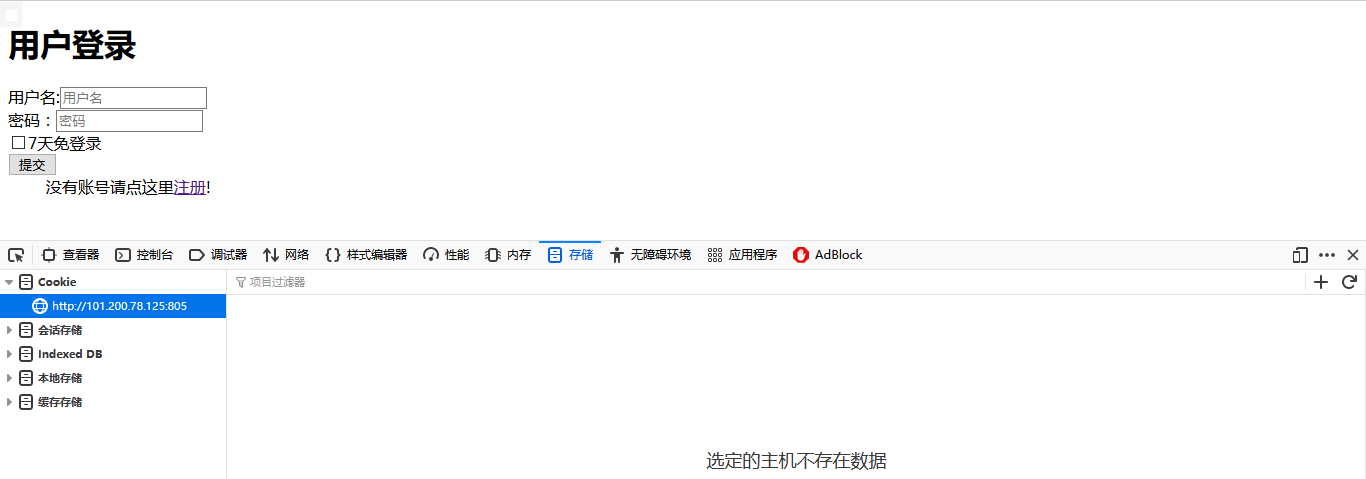 用户登录
用户名:用户名
密码：密码
7天免登录
提交
没有账号请点这里注册!
查看器 控制台 调试器 网络 样式编辑器 性能 内存 存储 无障碍环境 应用程序 AdBlock
Cookie
项目过滤器
http://101.200.78.125:805
会话存储
Indexed DB
本地存储
缓存存储
选定的主机不存在数据